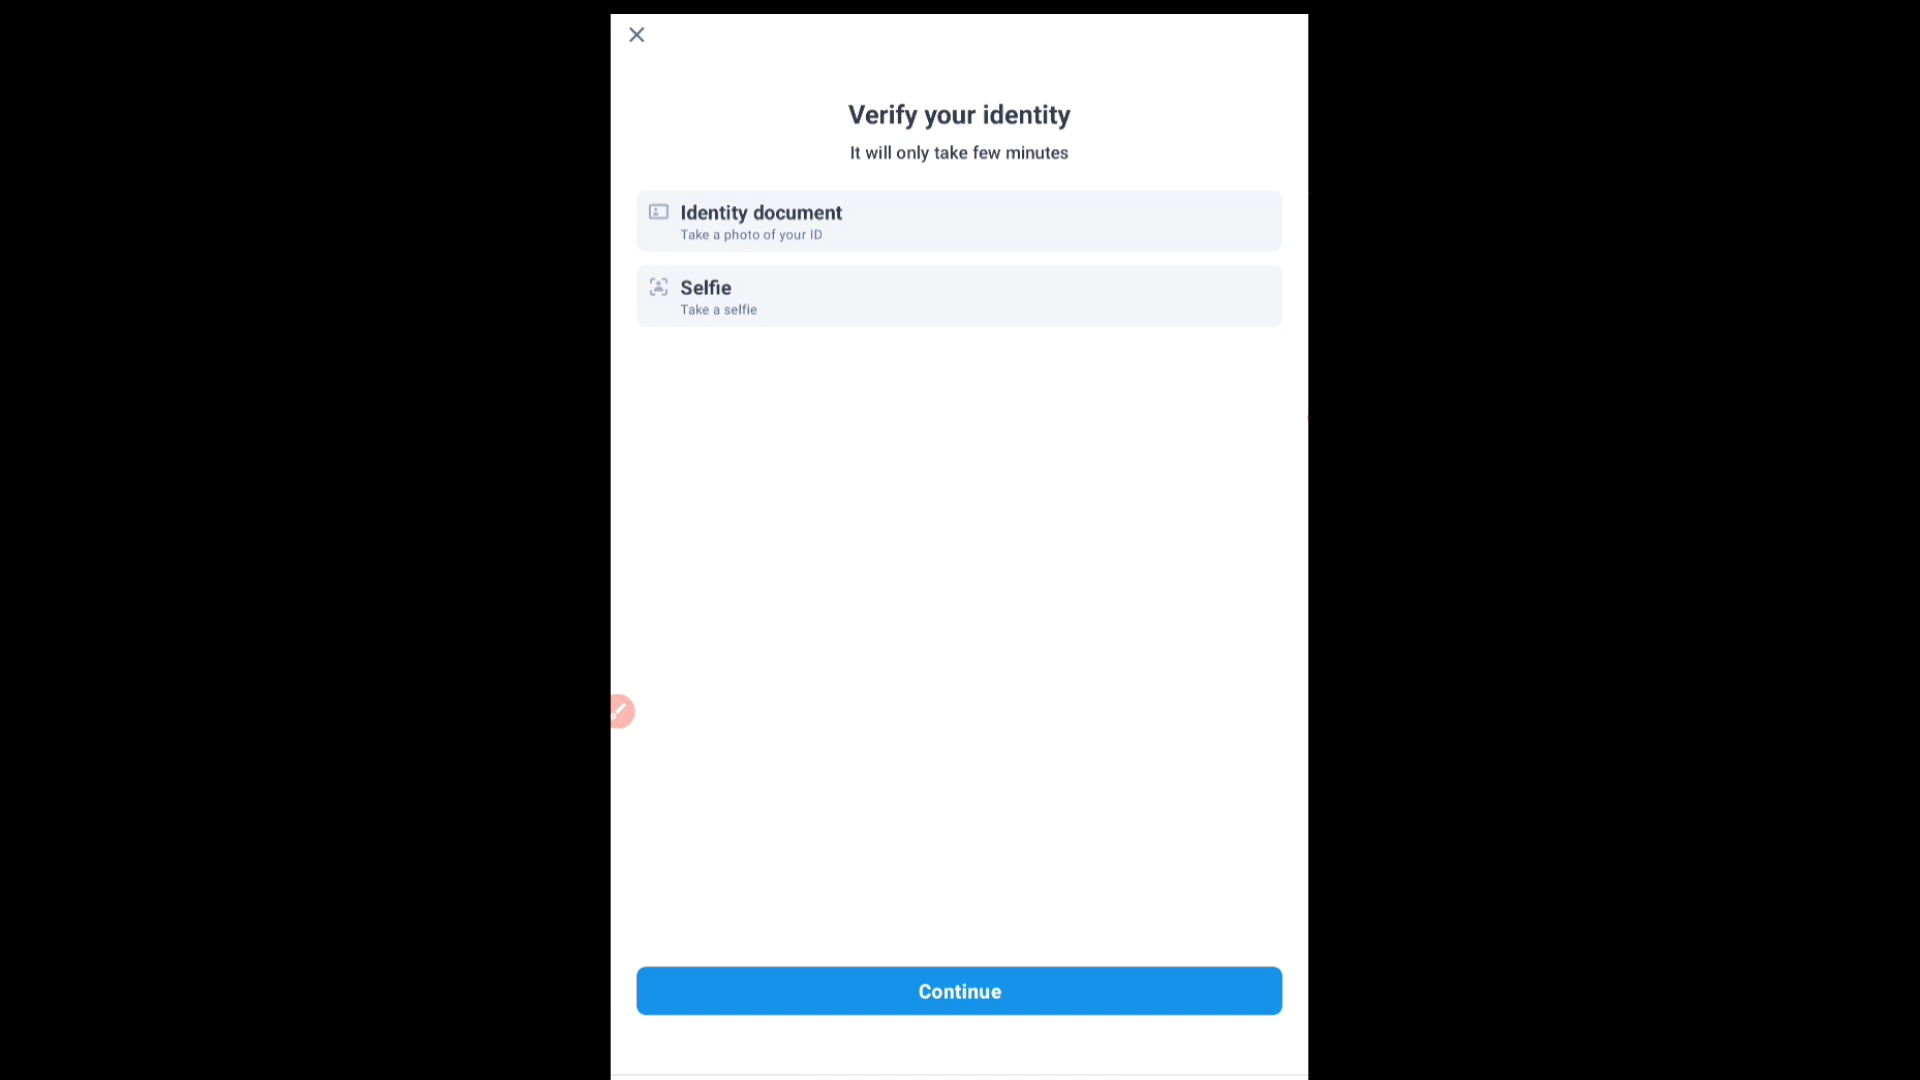 Verify your identity
It will only take few minutes
Identity document
Take a photo of your ID
Selfie
Take a selfie
Continue